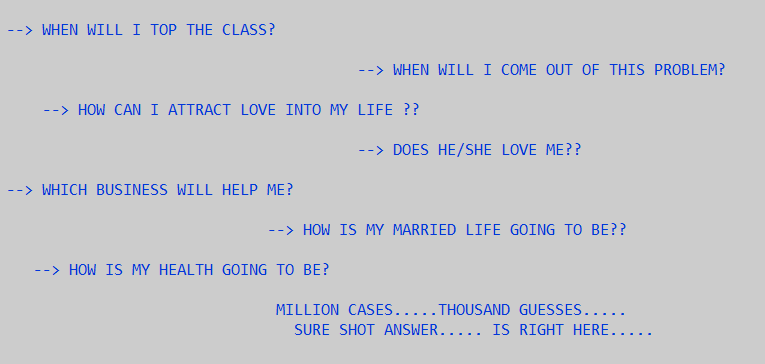 --> WHEN WILL I TOP THE CLASS?
--> WHEN WILL I COME OUT OF THIS PROBLEM?
--> HOW CAN I ATTRACT LOVE INTO MY LIFE ??
--> DOES HE/SHE LOVE ME??
--> WHICH BUSINESS WILL HELP ME?
--> HOW IS MY MARRIED LIFE GOING TO BE??
--> HOW IS MY HEALTH GOING TO BE?
MILLION CASES.....THOUSAND GUESSES.....
SURE SHOT ANSWER..... IS RIGHT HERE.....